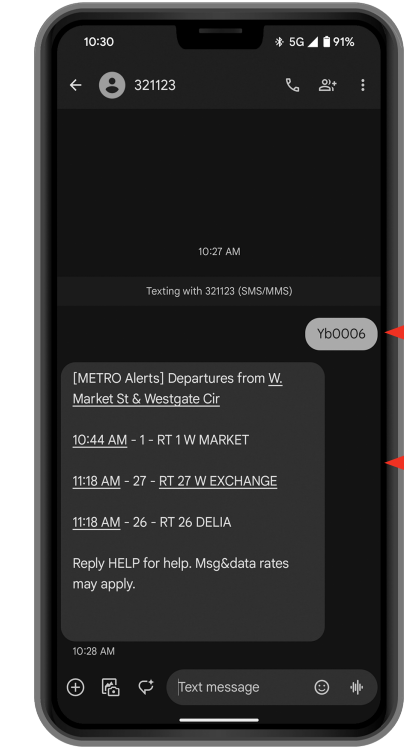 10:30
5G 91%
321123
10:27 AM
Texting with 321123 (SMS/MMS)
Yb0006
[METRO Alerts] Departures from W.
Market St & Westgate Cir
10:44 AM - 1 - RT 1 W MARKET
11:18 AM - 27 - RT 27 W EXCHANGE
11:18 AM - 26 - RT 26 DELIA
Reply HELP for help. Msg&data rates
may apply.
10:28 AM
Text message